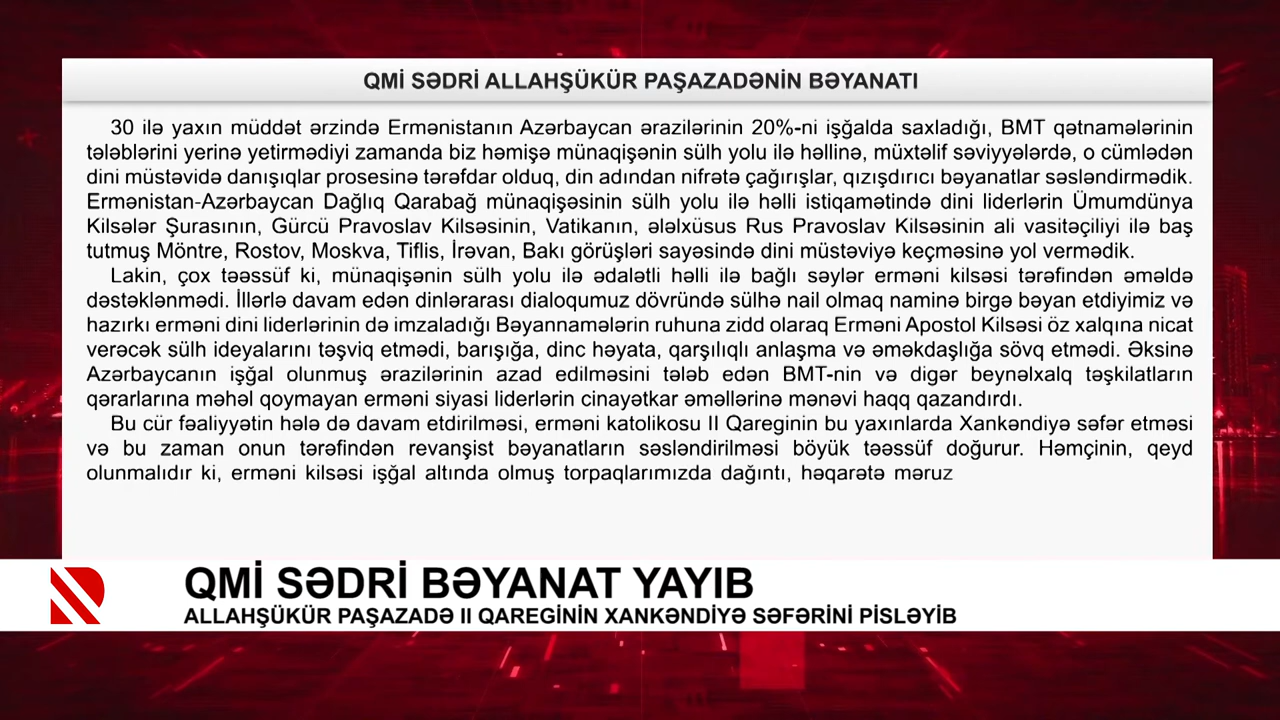 QMİ SƏDRİ ALLAHŞÜKÜR PAŞAZADƏNİN BƏYANATI
30 ilə yaxın müddət ərzində Ermənistanın Azərbaycan ərazilərinin 20%-ni işğalda saxladığı, BMT qətnamələrinin
tələblərini yerinə yetirmədiyi zamanda biz həmişə münaqişənin sülh yolu ilə həllinə, müxtəlif səviyyələrdə, o cümlədən
dini müstəvidə danışıqlar prosesinə tərəfdar olduq, din adından nifrətə çağırışlar, qızışdırıcı bəyanatlar səsləndirmədik.
Ermənistan-Azərbaycan Dağlıq Qarabağ münaqişəsinin sülh yolu ilə həlli istiqamətində dini liderlərin Ümumdünya
Kilsələr Şurasının, Gürcü Pravoslav Kilsəsinin, Vatikanın, ələlxüsus Rus Pravoslav Kilsəsinin ali vasitəçiliyi ilə baş
tutmuş Möntre, Rostov, Moskva, Tiflis, İrəvan, Bakı görüşləri sayəsində dini müstəviyə keçməsinə yol vermədik.
Lakin, çox təəssüf ki, münaqişənin sülh yolu ilə ədalətli həlli ilə bağlı səylər erməni kilsəsi tərəfindən əməldə
dəstəklənmədi. İllərlə davam edən dinlərarası dialoqumuz dövründə sülhə nail olmaq naminə birgə bəyan etdiyimiz və
hazırkı erməni dini liderlərinin də imzaladığı Bəyannamələrin ruhuna zidd olaraq Erməni Apostol Kilsəsi öz xalqına nicat
verəcək sülh ideyalarını təşviq etmədi, barışığa, dinc həyata, qarşılıqlı anlaşma və əməkdaşlığa sövq etmədi. Əksinə
Azərbaycanın işğal olunmuş ərazilərinin azad edilməsini tələb edən BMT-nin və digər beynəlxalq təşkilatların
qərarlarına məhəl qoymayan erməni siyasi liderlərin cinayətkar əməllərinə mənəvi haqq qazandırdı.
Bu cür fəaliyyətin hələ də davam etdirilməsi, erməni katolikosu II Qareginin bu yaxınlarda Xankəndiyə səfər etməsi
və bu zaman onun tərəfindən revanşist bəyanatların səsləndirilməsi böyük təəssüf doğurur. Həmçinin, qeyd
olunmalıdır ki, erməni kilsəsi işğal altında olmuş torpaqlarımızda dağıntı, həqarətə məruz
QMİ SƏDRİ BƏYANAT YAYIB
ALLAHŞÜKÜR PAŞAZADƏ II QAREGİNİN XANKƏNDİYƏ SƏFƏRİNİ PİSLƏYİB